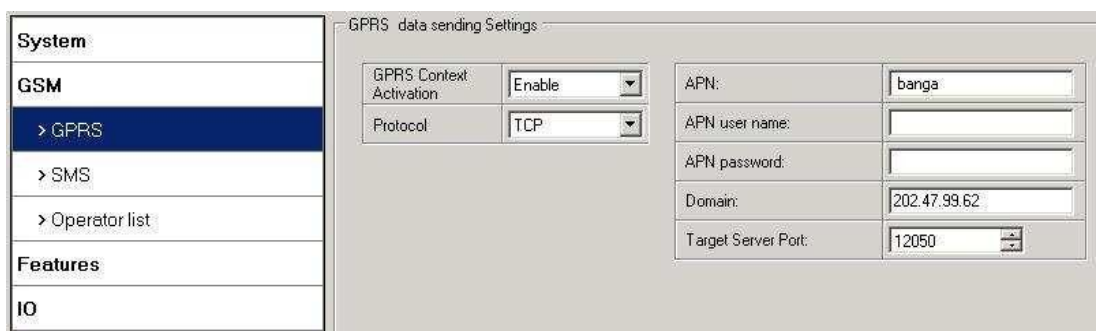 System
GSM
> GPRS
> SMS
> Operator list
Features
IO
GPRS data sending Settings
GPRS Context Activation
Enable
Protocol
TCP
APN:
banga
APN user name:
APN password:
Domain:
202.47.99.62
Target Server Port:
12050